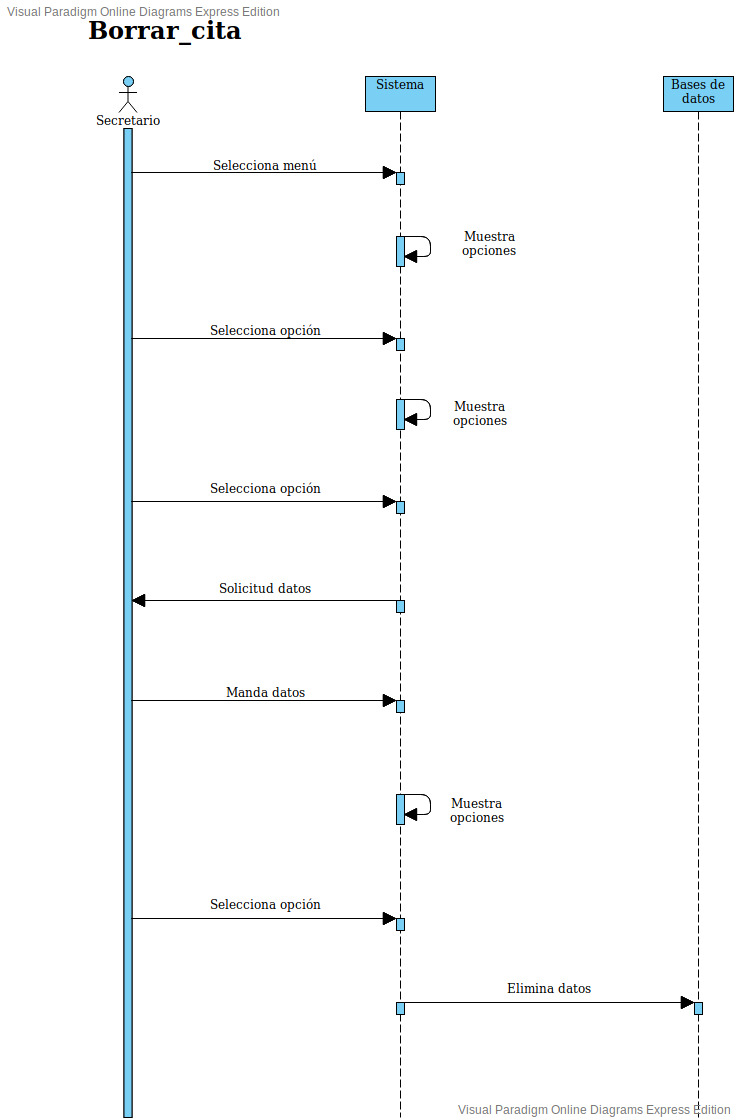 Visual Paradigm Online Diagrams Express Edition
Borrar_cita
Secretario
Sistema
Bases de
datos
Selecciona menú
Muestra
opciones
Selecciona opción
Muestra
opciones
Selecciona opción
Solicitud datos
Manda datos
Muestra
opciones
Selecciona opción
Elimina datos
Visual Paradigm Online Diagrams Express Edition